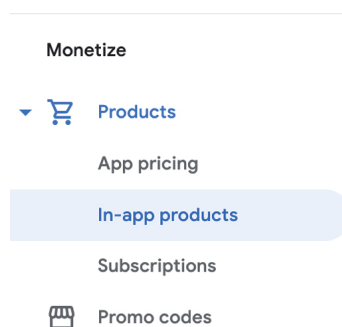 Monetize
Products
App pricing
In-app products
Subscriptions
Promo codes